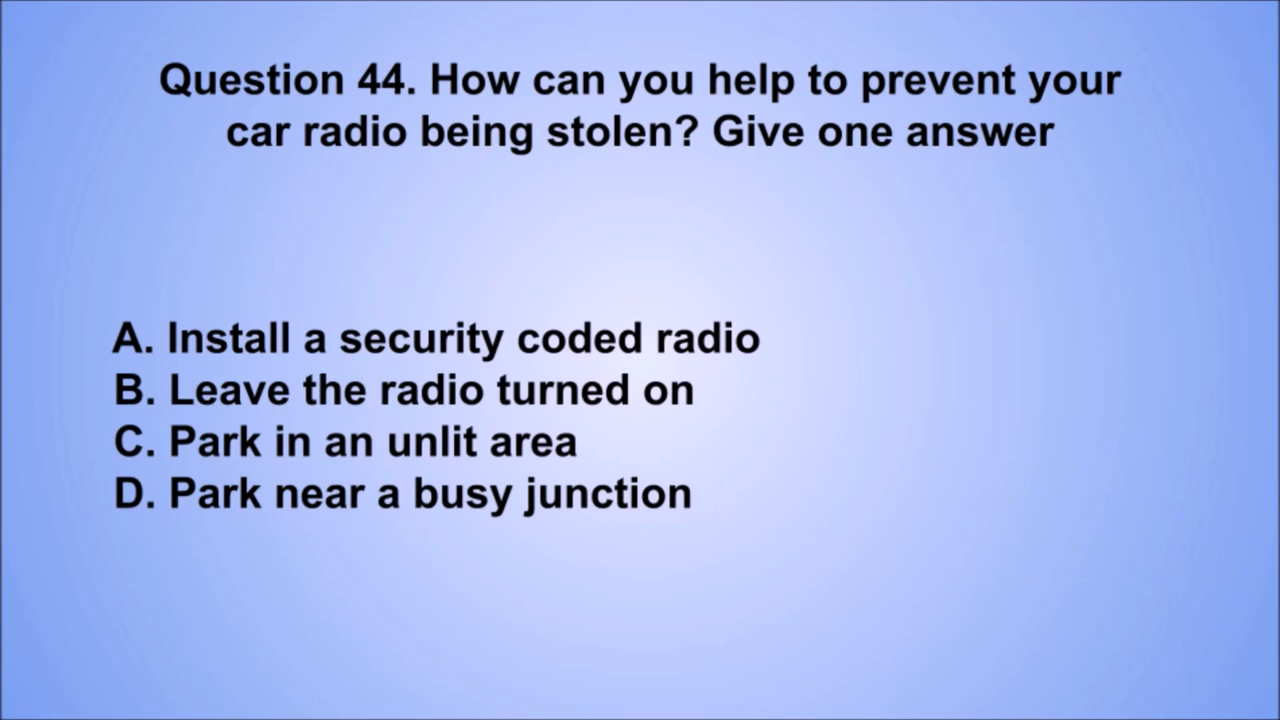 Question 44. How can you help to prevent your
car radio being stolen? Give one answer
A. Install a security coded radio
B. Leave the radio turned on
C. Park in an unlit area
D. Park near a busy junction